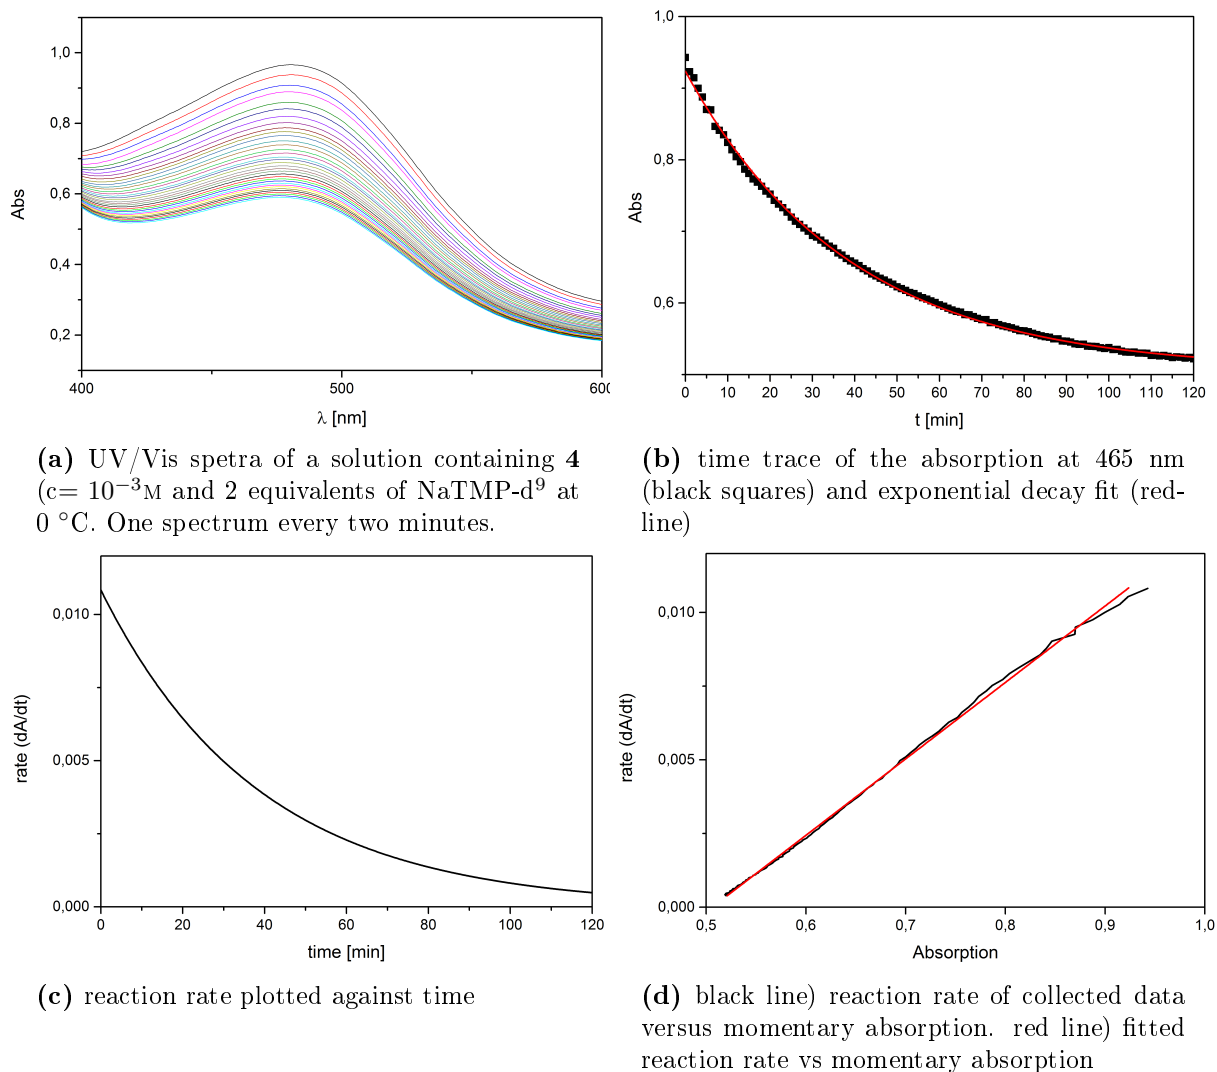 1,0
0,8
0,6
0,4
0,2
Abs
400
500
600
λ [nm]
(a) UV/Vis spetra of a solution containing 4
(c= 10⁻³M and 2 equivalents of NaTMP-d⁹ at
0 °C. One spectrum every two minutes.
1,0
0,8
0,6
Abs
0 10 20 30 40 50 60 70 80 90 100 110 120
t [min]
(b) time trace of the absorption at 465 nm
(black squares) and exponential decay fit (red-
line)
0,010
0,005
0,000
rate (dA/dt)
0 20 40 60 80 100 120
time [min]
(c) reaction rate plotted against time
0,010
0,005
0,000
rate (dA/dt)
0,5 0,6 0,7 0,8 0,9 1,0
Absorption
(d) black line) reaction rate of collected data
versus momentary absorption. red line) fitted
reaction rate vs momentary absorption